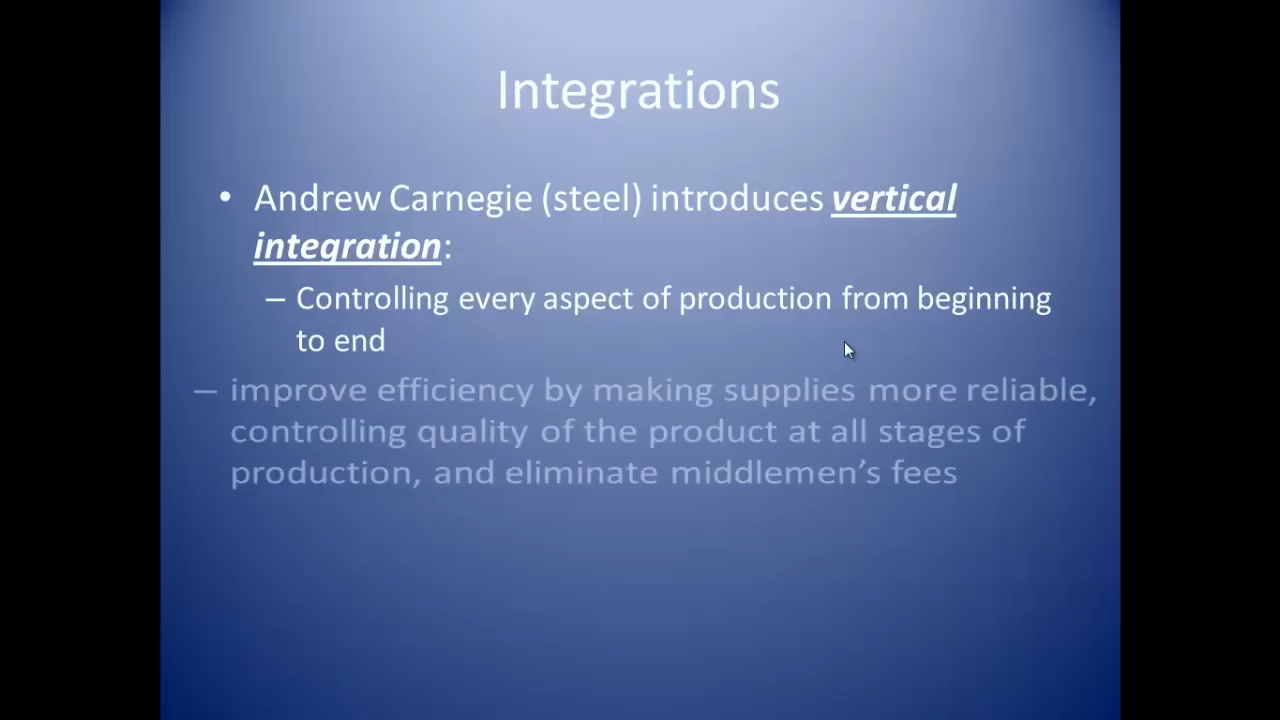 Integrations
• Andrew Carnegie (steel) introduces vertical
integration:
– Controlling every aspect of production from beginning
to end
– improve efficiency by making supplies more reliable,
controlling quality of the product at all stages of
production, and eliminate middlemen’s fees